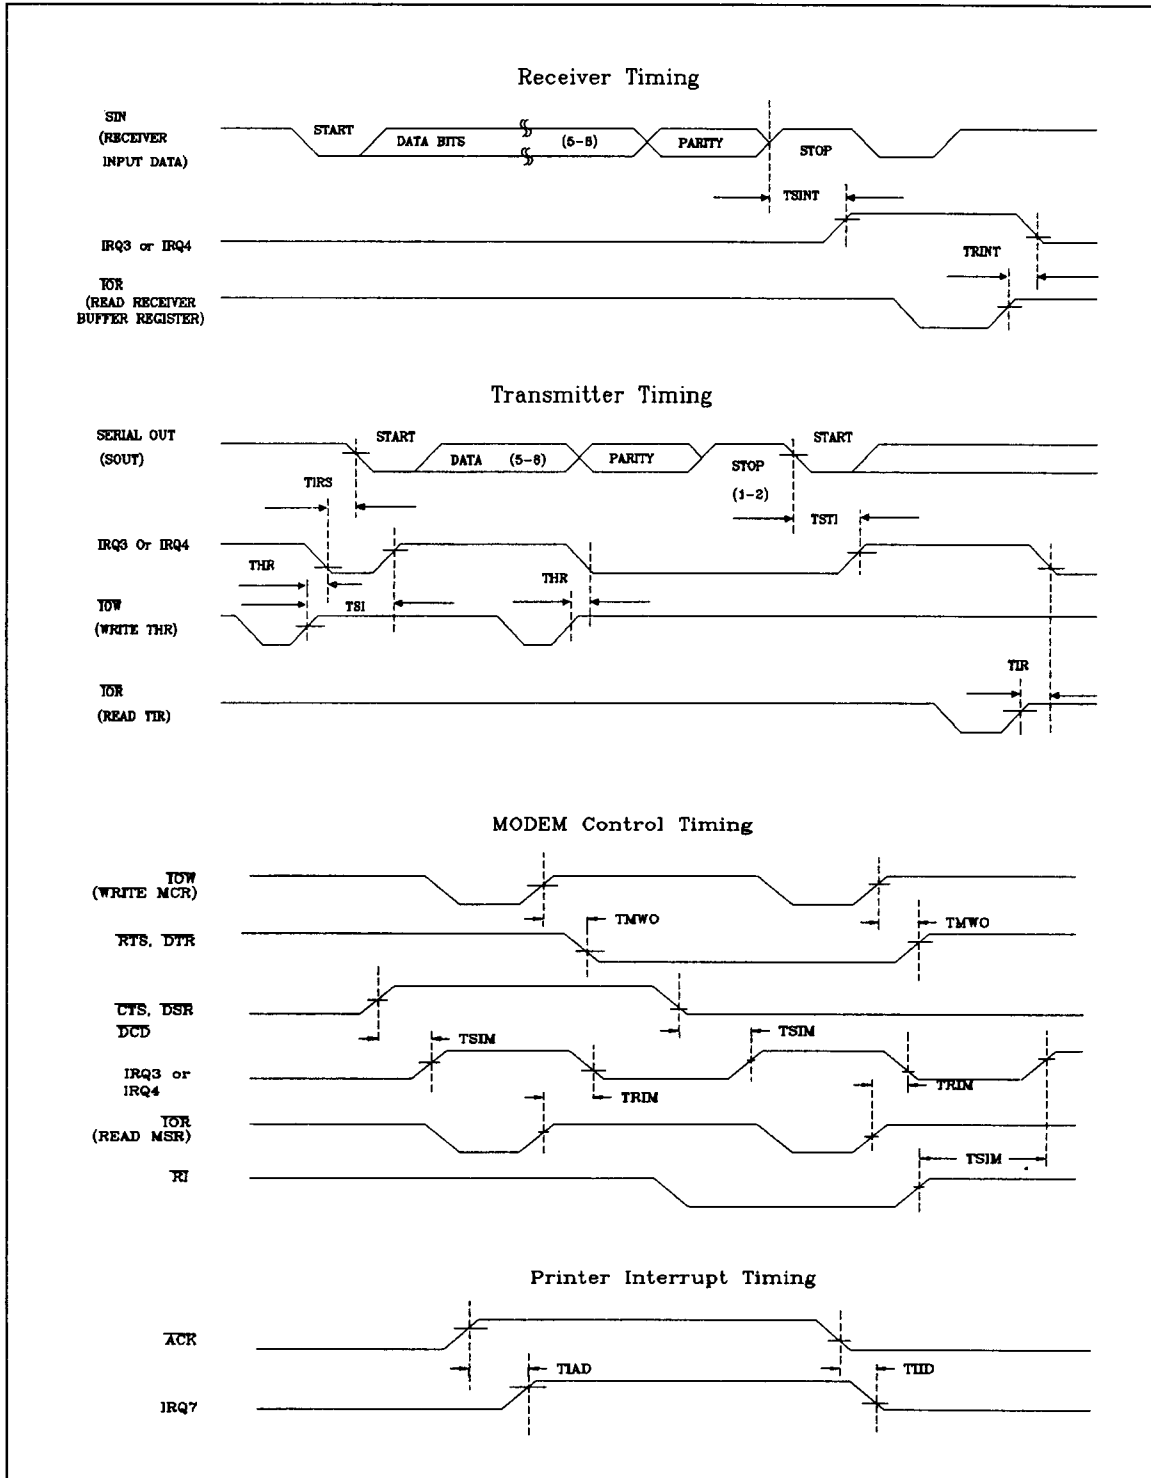 Receiver Timing
SIN
(RECEIVER
INPUT DATA)
START
DATA BITS
(5-8)
PARITY
STOP
TSINT
IRQ3 or IRQ4
TRINT
IOR
(READ RECEIVER
BUFFER REGISTER)
Transmitter Timing
SERIAL OUT
(SOUT)
START
DATA (5-8)
PARITY
STOP
(1-2)
START
TIRS
TSTI
IRQ3 Or IRQ4
THR
THR
TSI
IOW
(WRITE THR)
TIR
IOR
(READ TIR)
MODEM Control Timing
IOW
(WRITE MCR)
TMWO
TMWO
RTS, DTR
CTS, DSR
DCD
TSIM
TSIM
IRQ3 or
IRQ4
TRIM
TRIM
IOR
(READ MSR)
TSIM
RI
Printer Interrupt Timing
ACK
TIAD
TIID
IRQ7